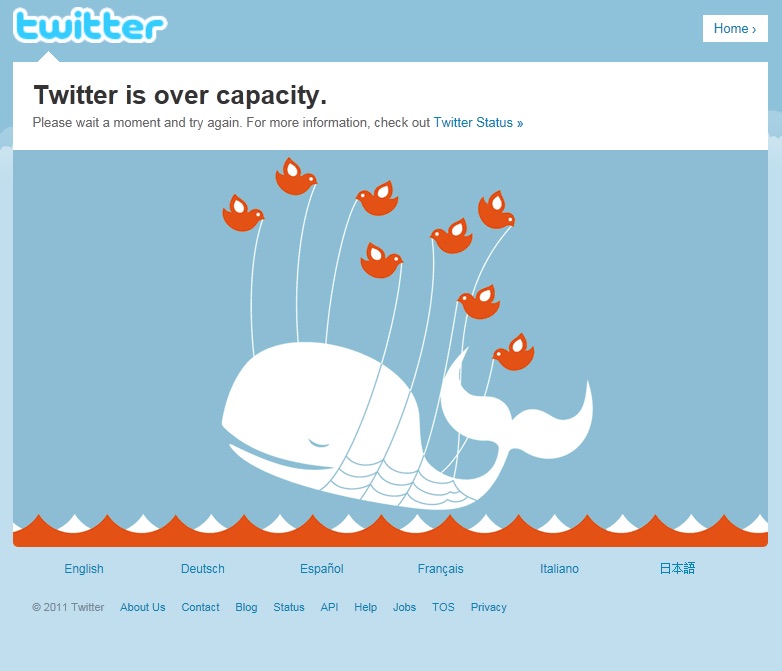 twitter
Home ›
Twitter is over capacity.
Please wait a moment and try again. For more information, check out Twitter Status »
English Deutsch Español Français Italiano 日本語
© 2011 Twitter About Us Contact Blog Status API Help Jobs TOS Privacy